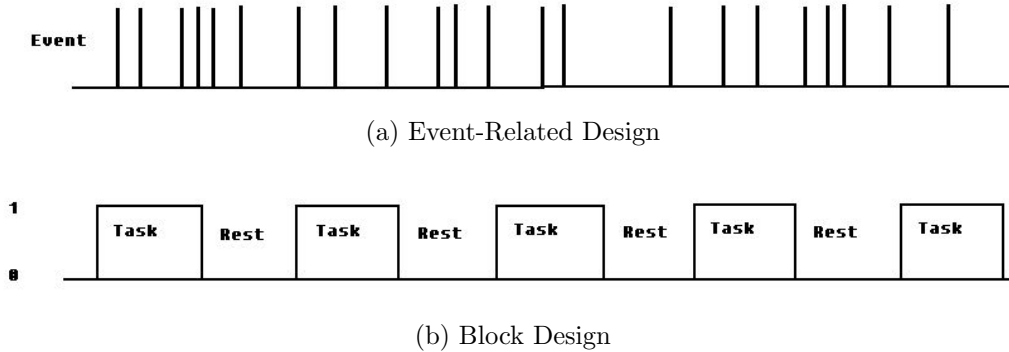 Event
(a) Event-Related Design
1
Task Rest Task Rest Task Rest Task Rest Task
0
(b) Block Design